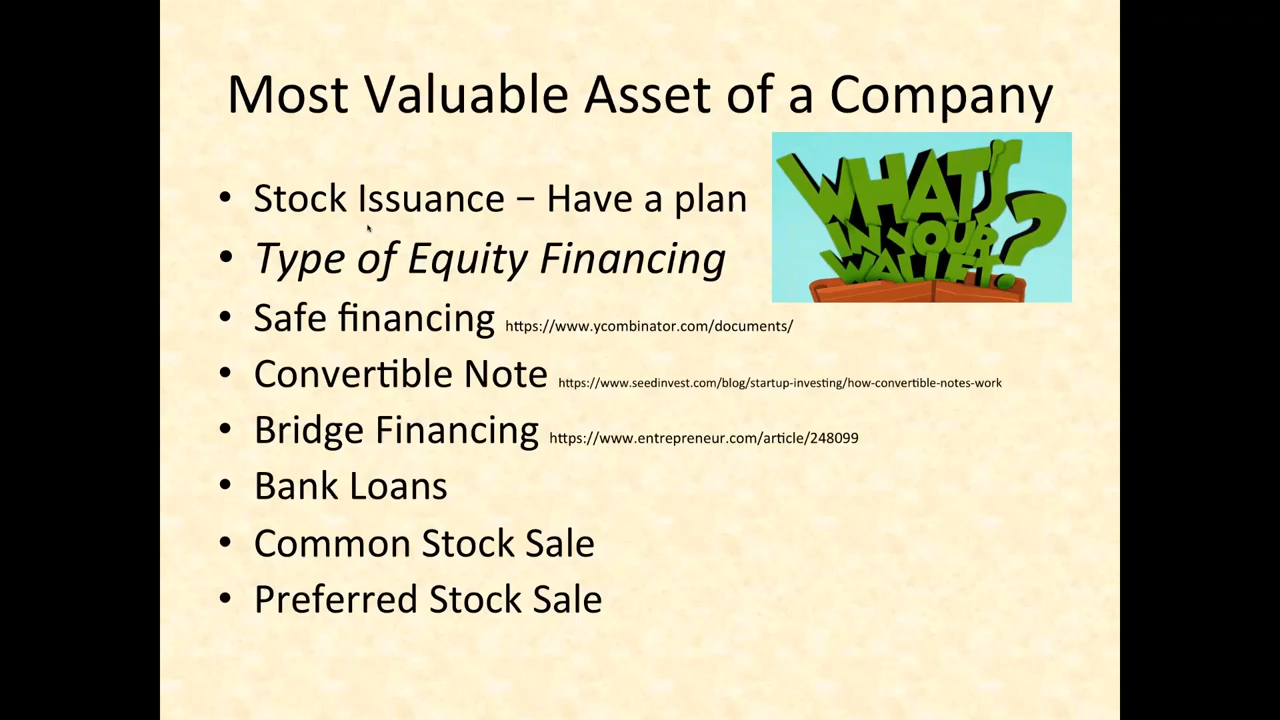 Most Valuable Asset of a Company
• Stock Issuance – Have a plan
• Type of Equity Financing
• Safe financing https://www.ycombinator.com/documents/
• Convertible Note https://www.seedinvest.com/blog/startup-investing/how-convertible-notes-work
• Bridge Financing https://www.entrepreneur.com/article/248099
• Bank Loans
• Common Stock Sale
• Preferred Stock Sale
WHAT'S
IN YOUR
WALLET?